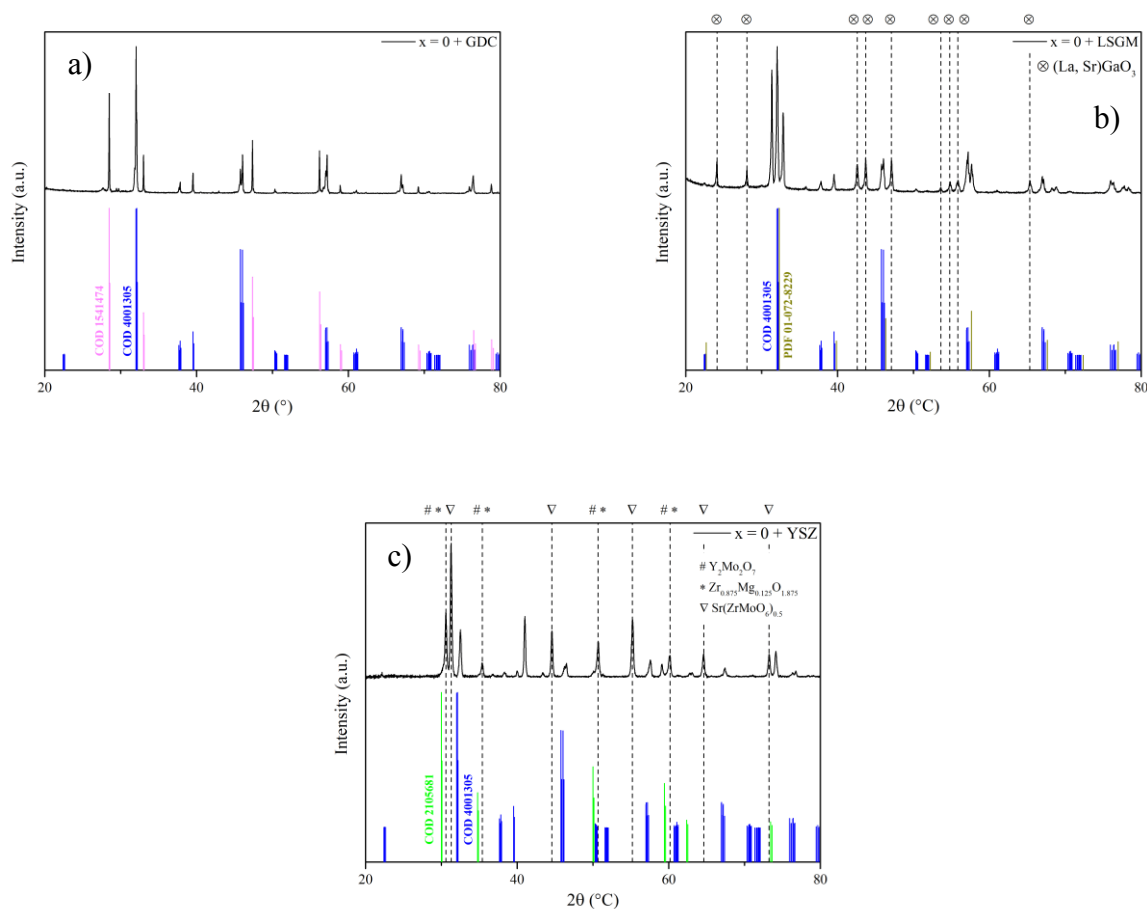 a)
x = 0 + GDC
Intensity (a.u.)
COD 1541474
COD 4001305
20 40 60 80
2θ (°)
⊗ ⊗ ⊗ ⊗ ⊗ ⊗ ⊗ ⊗ ⊗
x = 0 + LSGM
⊗ (La, Sr)GaO₃
b)
Intensity (a.u.)
COD 4001305
PDF 01-072-8229
20 40 60 80
2θ (°C)
# * ∇ # * ∇ # * ∇ # * ∇ ∇
c)
x = 0 + YSZ
# Y₂Mo₂O₇
* Zr₀.₈₇₅Mg₀.₁₂₅O₁.₈₇₅
∇ Sr(ZrMoO₆)₀.₅
Intensity (a.u.)
COD 2105681
COD 4001305
20 40 60 80
2θ (°C)